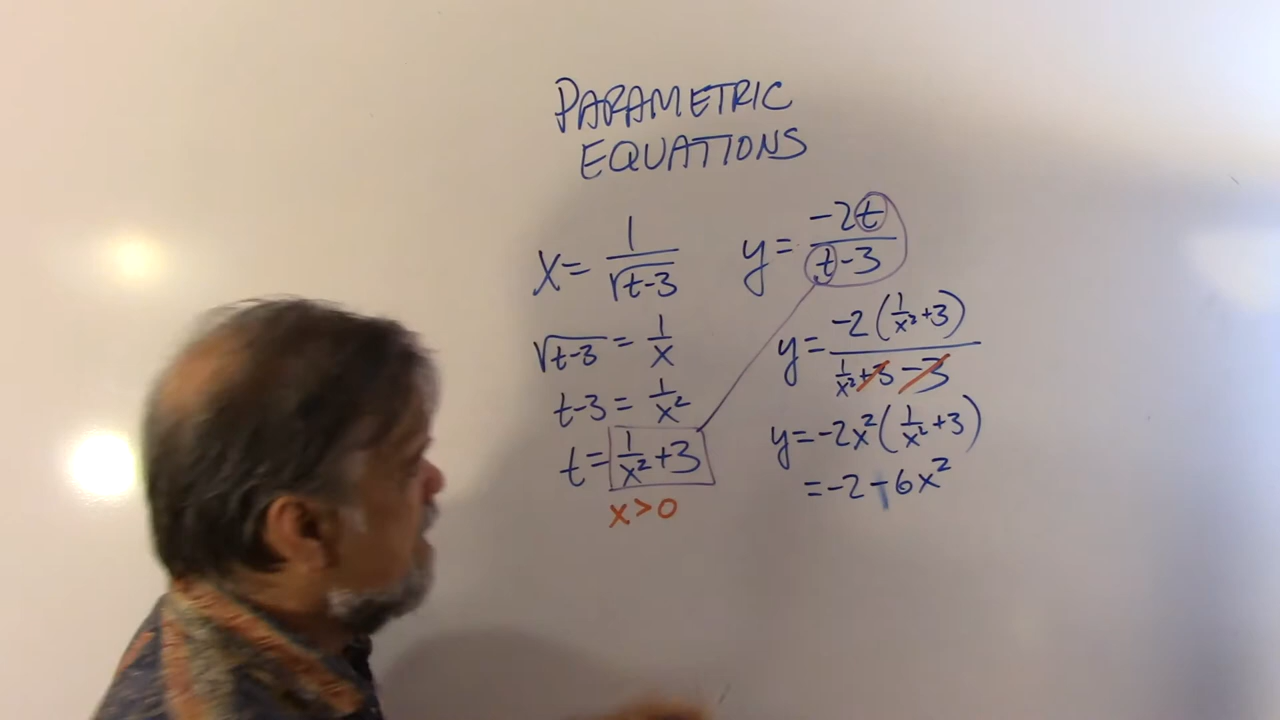 PARAMETRIC
EQUATIONS
x = 1/√(t-3)
√(t-3) = 1/x
t-3 = 1/x²
t = 1/x² + 3
x > 0
y = -2t/(t-3)
y = -2(1/x² + 3)/(1/x² + 3 - 3)
y = -2x²(1/x² + 3)
= -2 - 6x²